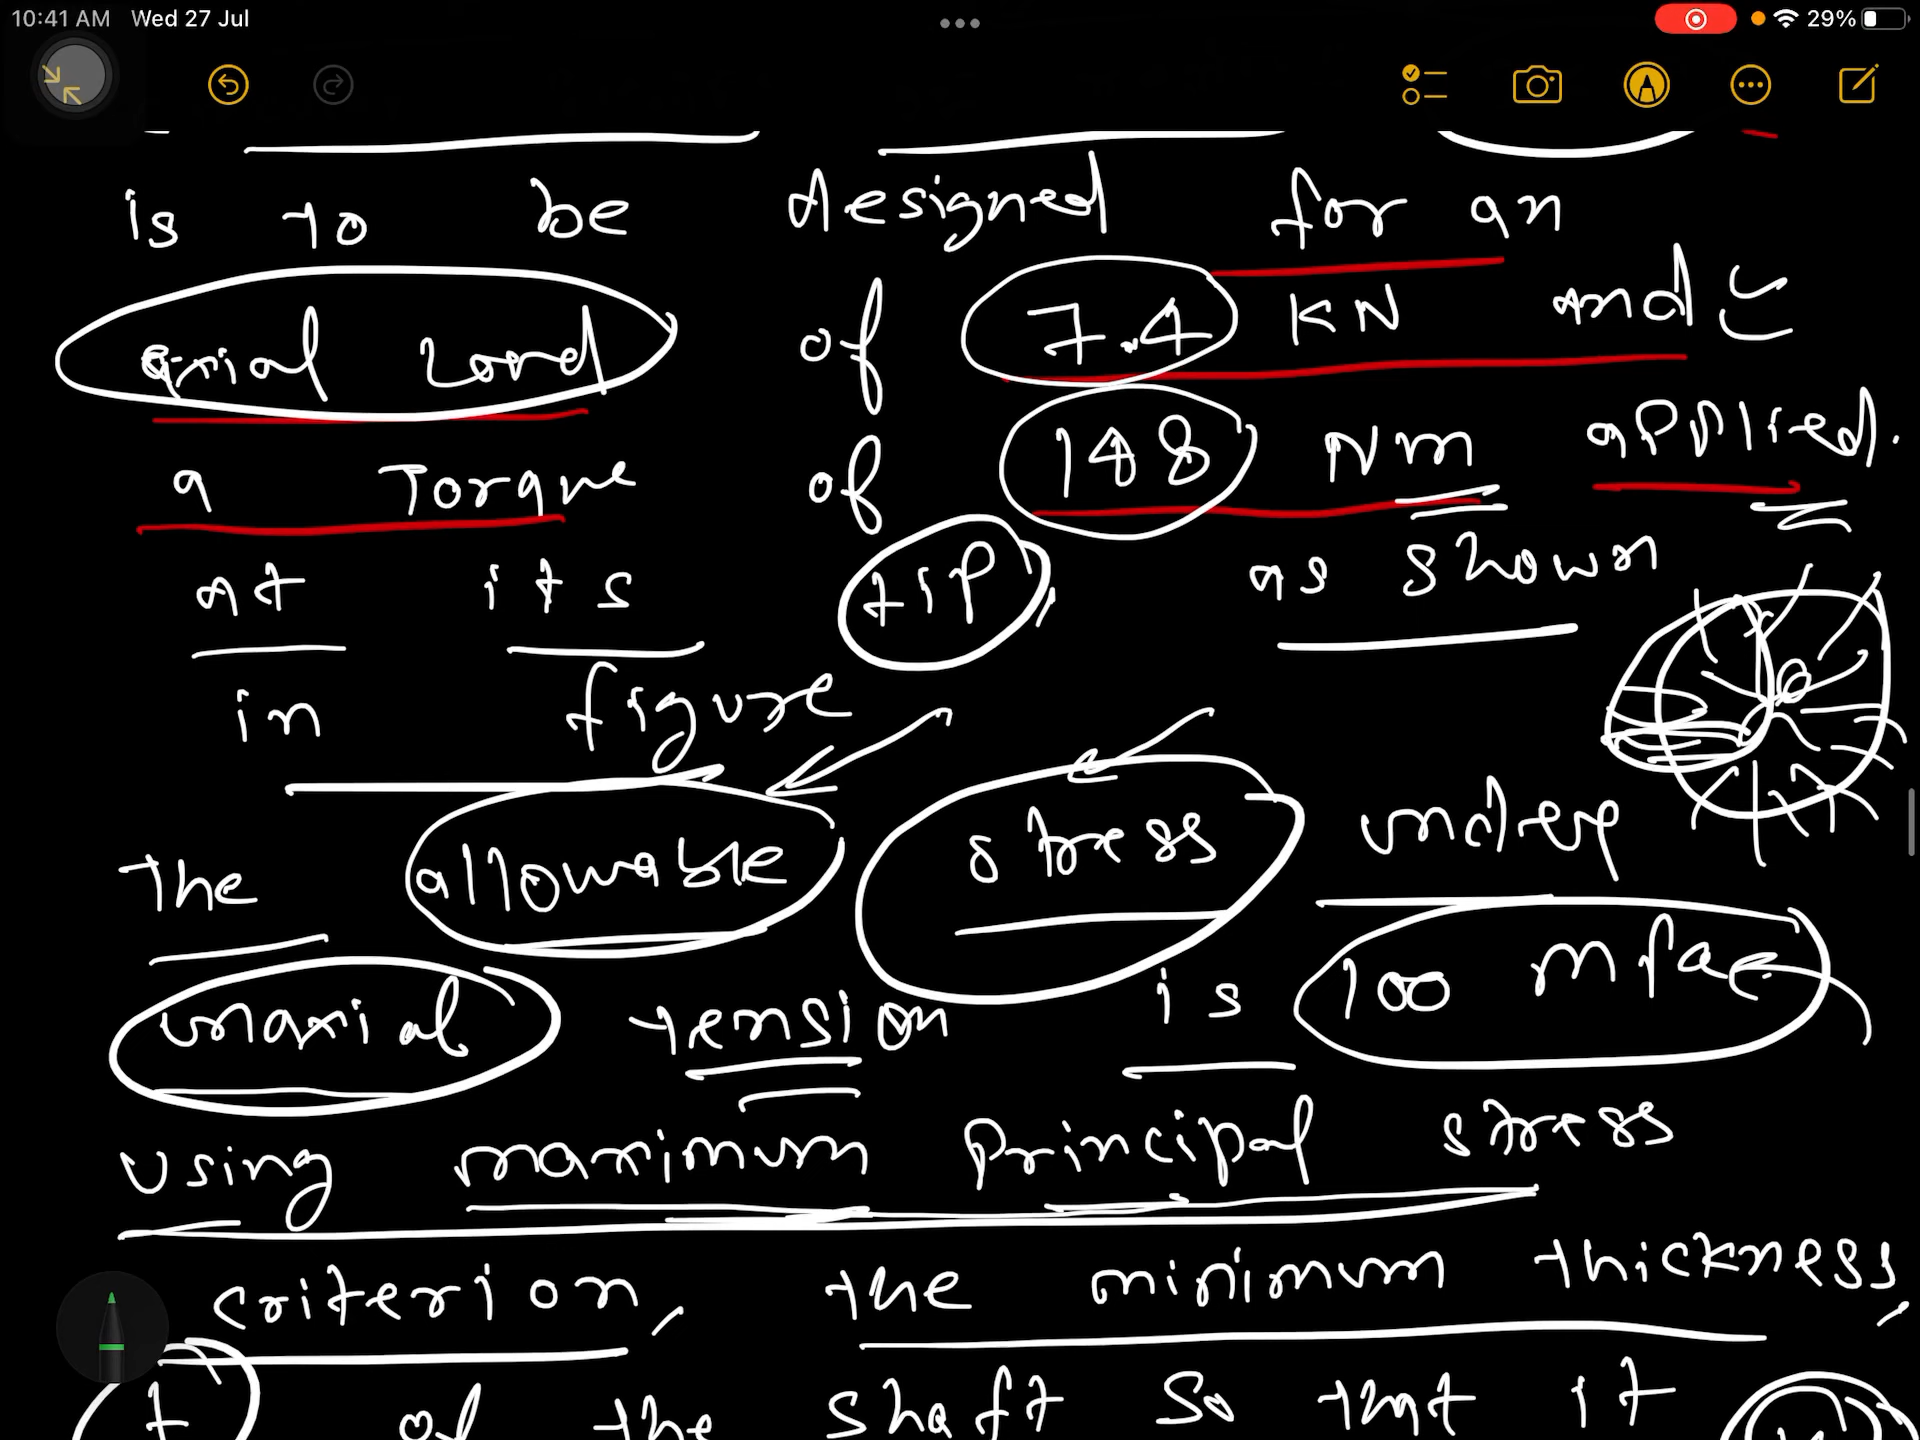 10:41 AM Wed 27 Jul
29%
is to be designed for an
axial load of 7.4 KN and
a Torque of 148 Nm applied.
at its tip as shown
in figure
The allowable stress under
unaxial tension is 100 mpa
using maximum principal stress
criterion, the minimum thickness,
t of the shaft so that it